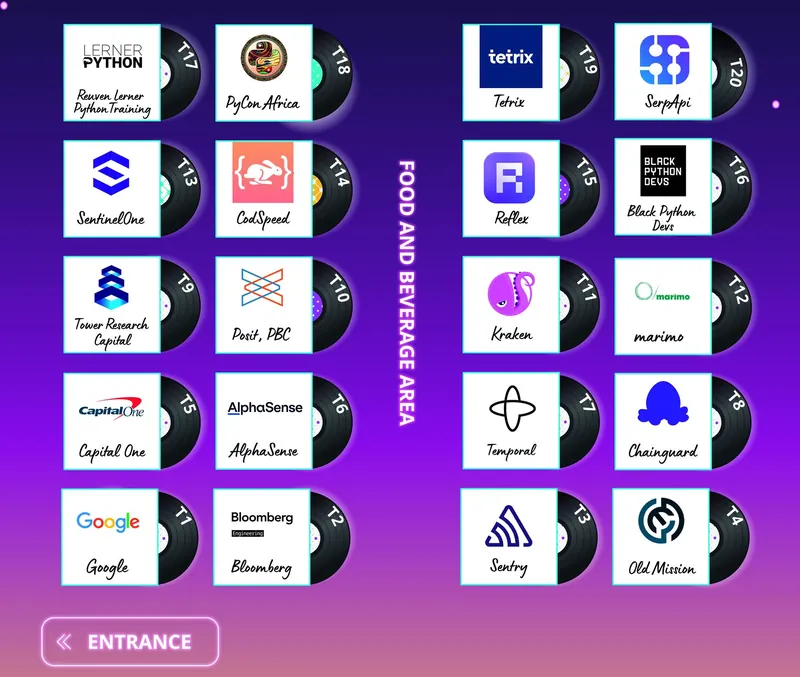 LERNER
PYTHON
Reuven Lerner
Python Training
T17
PyCon Africa
T18
tetrix
Tetrix
T19
SerpApi
T20
SentinelOne
T13
CodSpeed
T14
Reflex
T15
BLACK
PYTHON
DEVS
Black Python
Devs
T16
FOOD AND BEVERAGE AREA
Tower Research
Capital
T9
Posit, PBC
T10
Kraken
T11
marimo
marimo
T12
Capital One
Capital One
T5
AlphaSense
AlphaSense
T6
Temporal
T7
Chainguard
T8
Google
Google
T1
Bloomberg
Engineering
Bloomberg
T2
Sentry
T3
Old Mission
T4
ENTRANCE